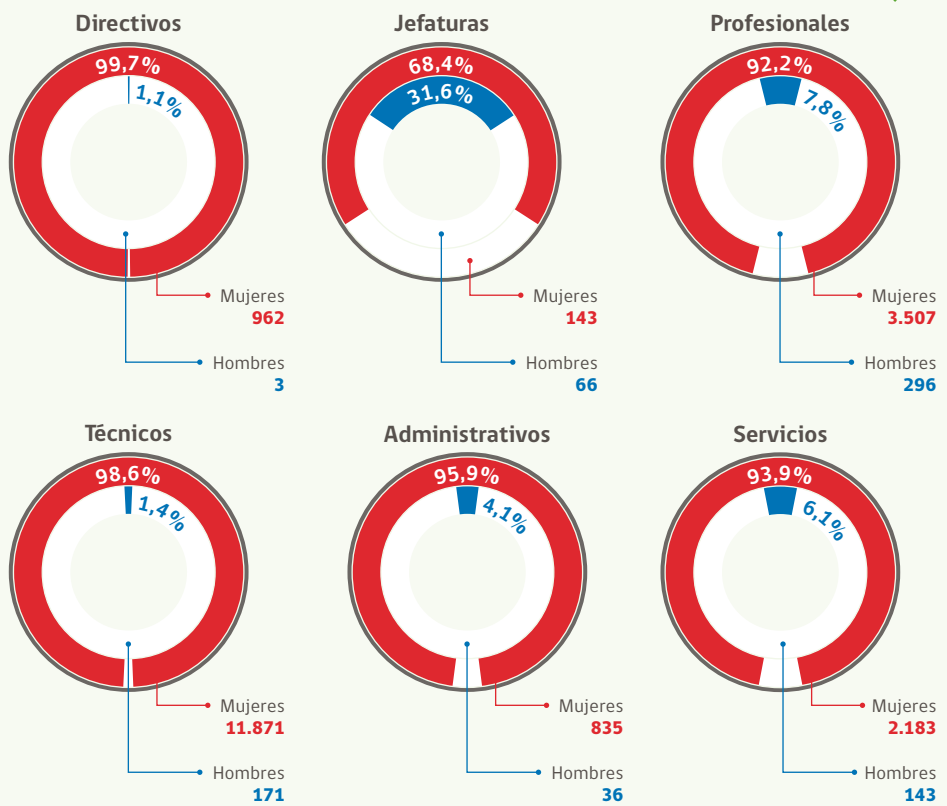 Directivos
99,7%
1,1%
Mujeres
962
Hombres
3
Jefaturas
68,4%
31,6%
Mujeres
143
Hombres
66
Profesionales
92,2%
7,8%
Mujeres
3.507
Hombres
296
Técnicos
98,6%
1,4%
Mujeres
11.871
Hombres
171
Administrativos
95,9%
4,1%
Mujeres
835
Hombres
36
Servicios
93,9%
6,1%
Mujeres
2.183
Hombres
143